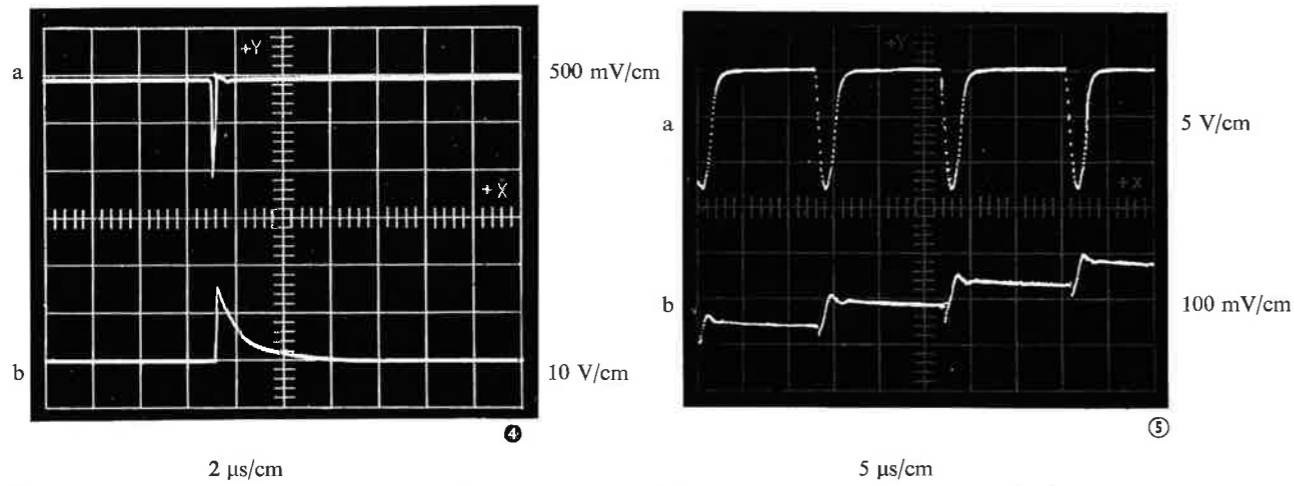 +Y
a
500 mV/cm
+X
b
10 V/cm
4
2 µs/cm
+Y
a
5 V/cm
+X
b
100 mV/cm
5
5 µs/cm